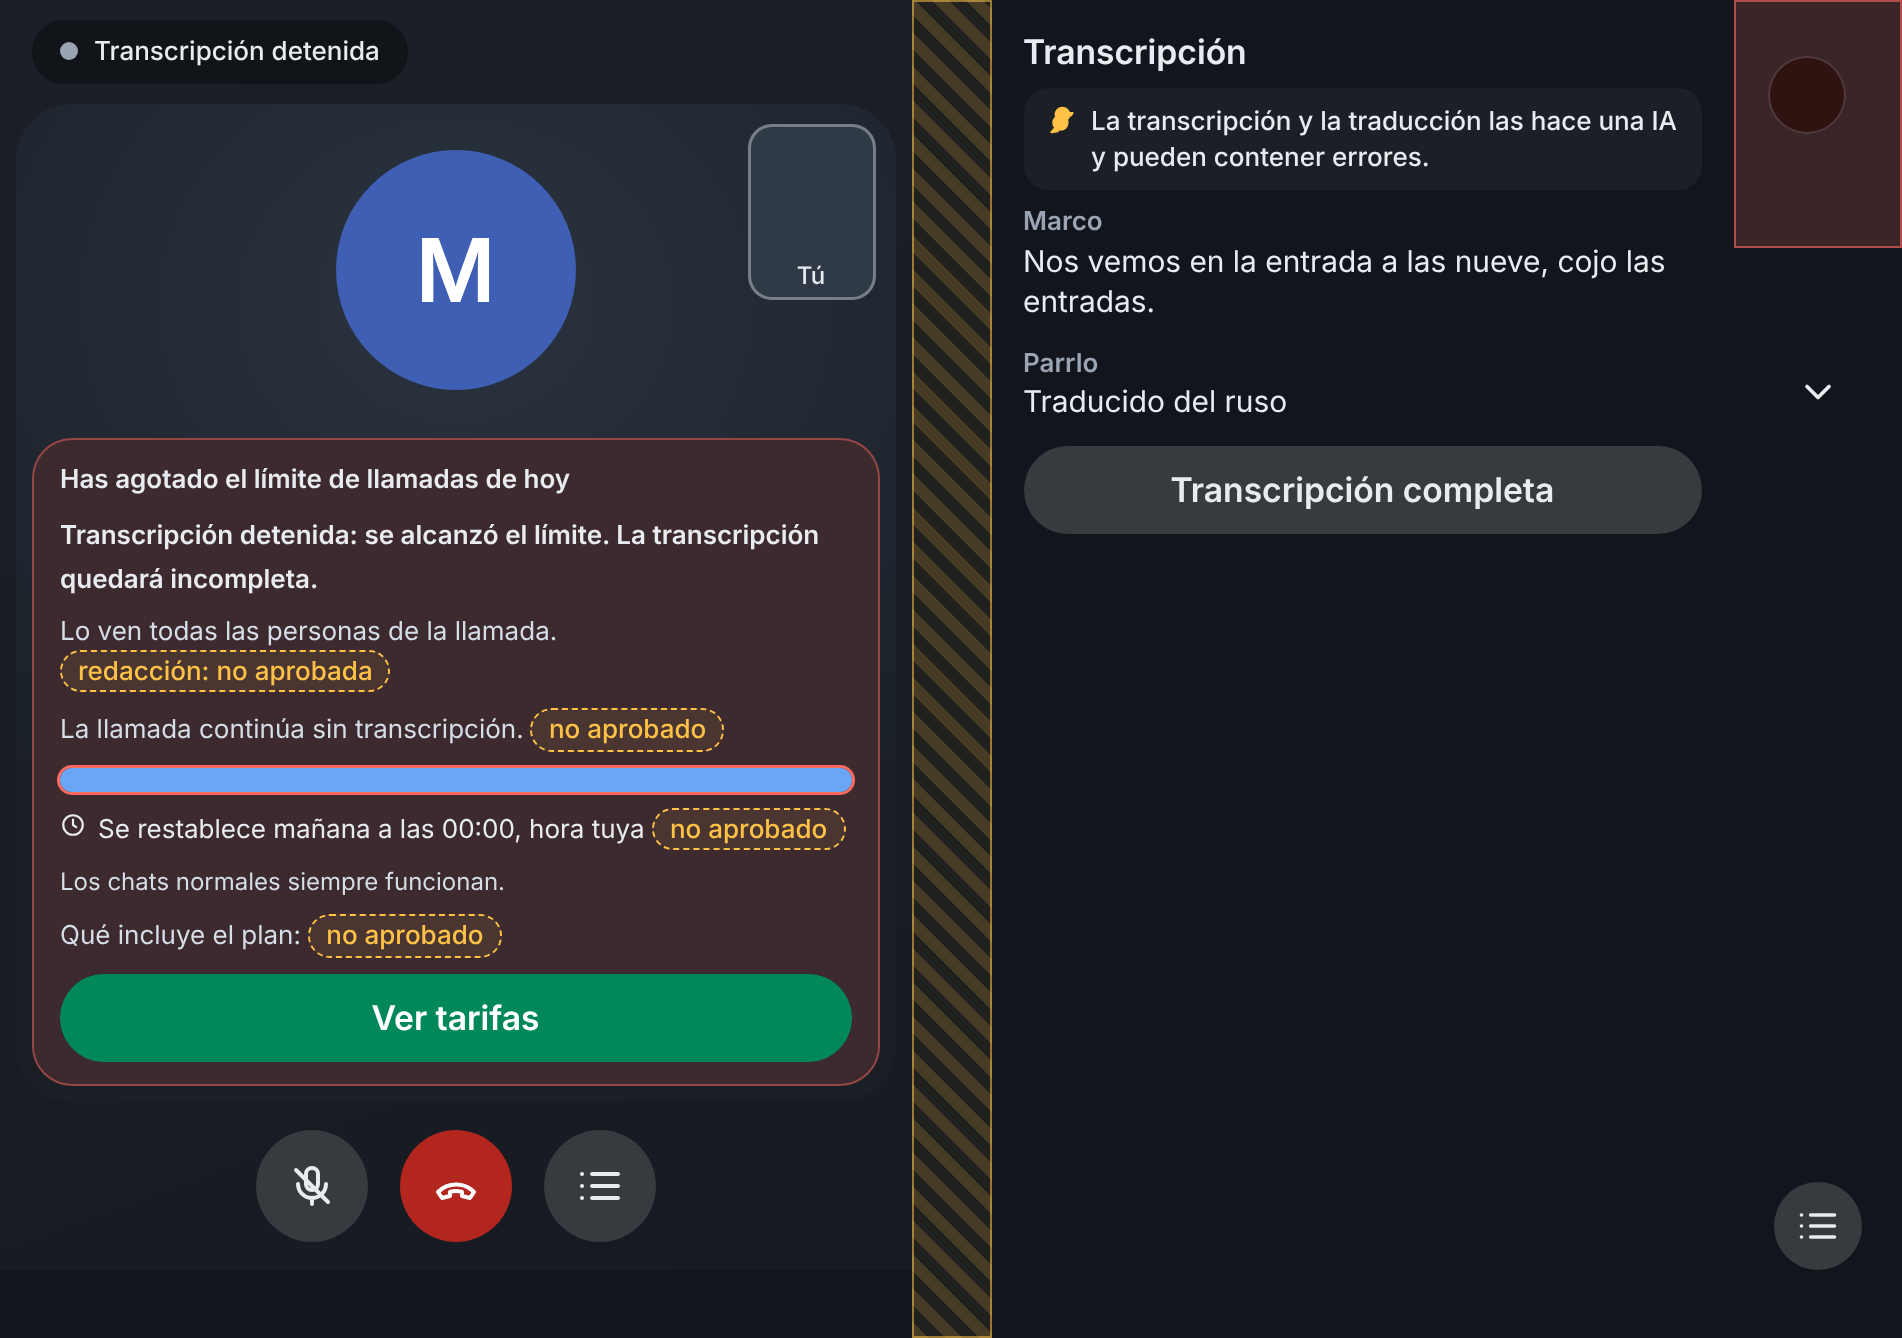 Transcripción detenida
M
Tú
Has agotado el límite de llamadas de hoy
Transcripción detenida: se alcanzó el límite. La transcripción
quedará incompleta.
Lo ven todas las personas de la llamada.
redacción: no aprobada
La llamada continúa sin transcripción. no aprobado
Se restablece mañana a las 00:00, hora tuya no aprobado
Los chats normales siempre funcionan.
Qué incluye el plan: no aprobado
Ver tarifas
Transcripción
La transcripción y la traducción las hace una IA
y pueden contener errores.
Marco
Nos vemos en la entrada a las nueve, cojo las
entradas.
Parrlo
Traducido del ruso
Transcripción completa